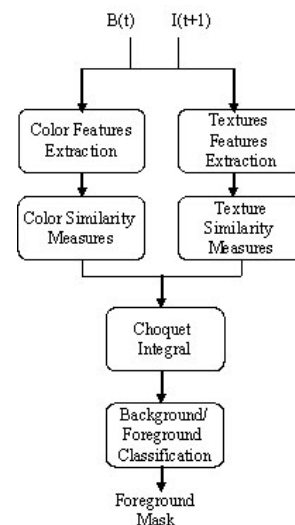 B(t) I(t+1)
Color Features
Extraction
Textures
Features
Extraction
Color Similarity
Measures
Texture
Similarity
Measures
Choquet
Integral
Background/
Foreground
Classification
Foreground
Mask